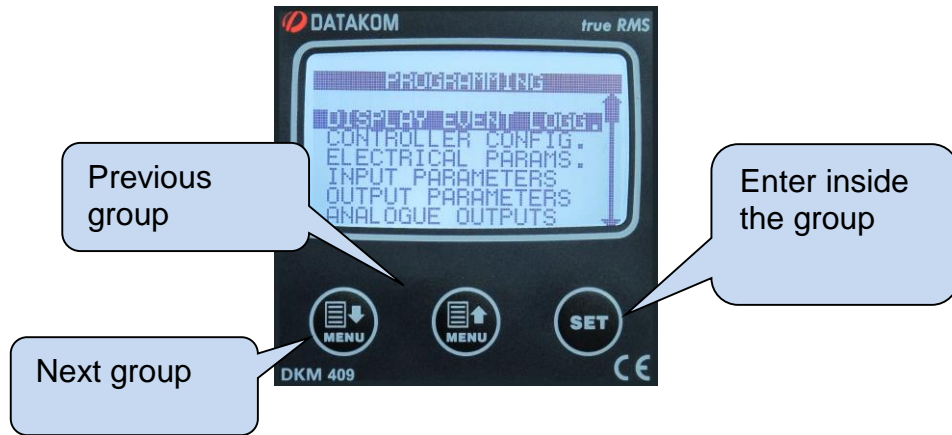 DATAKOM
true RMS
PROGRAMMING
DISPLAY EVENT LOGG.
CONTROLLER CONFIG.
ELECTRICAL PARAMS.
INPUT PARAMETERS
OUTPUT PARAMETERS
ANALOGUE OUTPUTS
Previous
group
Enter inside
the group
MENU
MENU
SET
Next group
DKM 409
CE